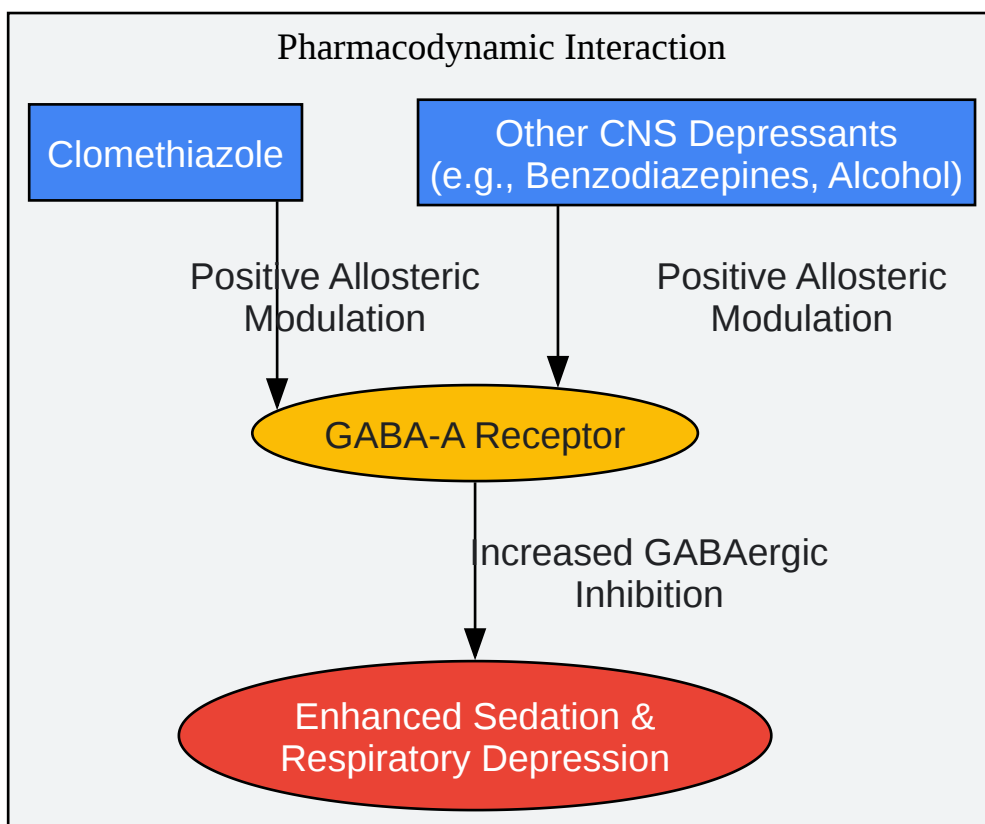 Pharmacodynamic Interaction
Clomethiazole
Other CNS Depressants
(e.g., Benzodiazepines, Alcohol)
Positive Allosteric
Modulation
Positive Allosteric
Modulation
GABA-A Receptor
Increased GABAergic
Inhibition
Enhanced Sedation &
Respiratory Depression